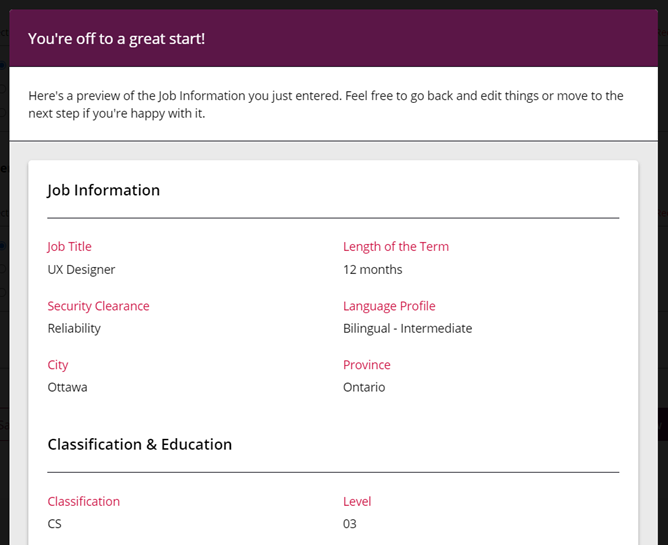 You're off to a great start!
Here's a preview of the Job Information you just entered. Feel free to go back and edit things or move to the
next step if you're happy with it.
Job Information
Job Title
Length of the Term
UX Designer
12 months
Security Clearance
Language Profile
Reliability
Bilingual - Intermediate
City
Province
Ottawa
Ontario
Classification & Education
Classification
Level
CS
03